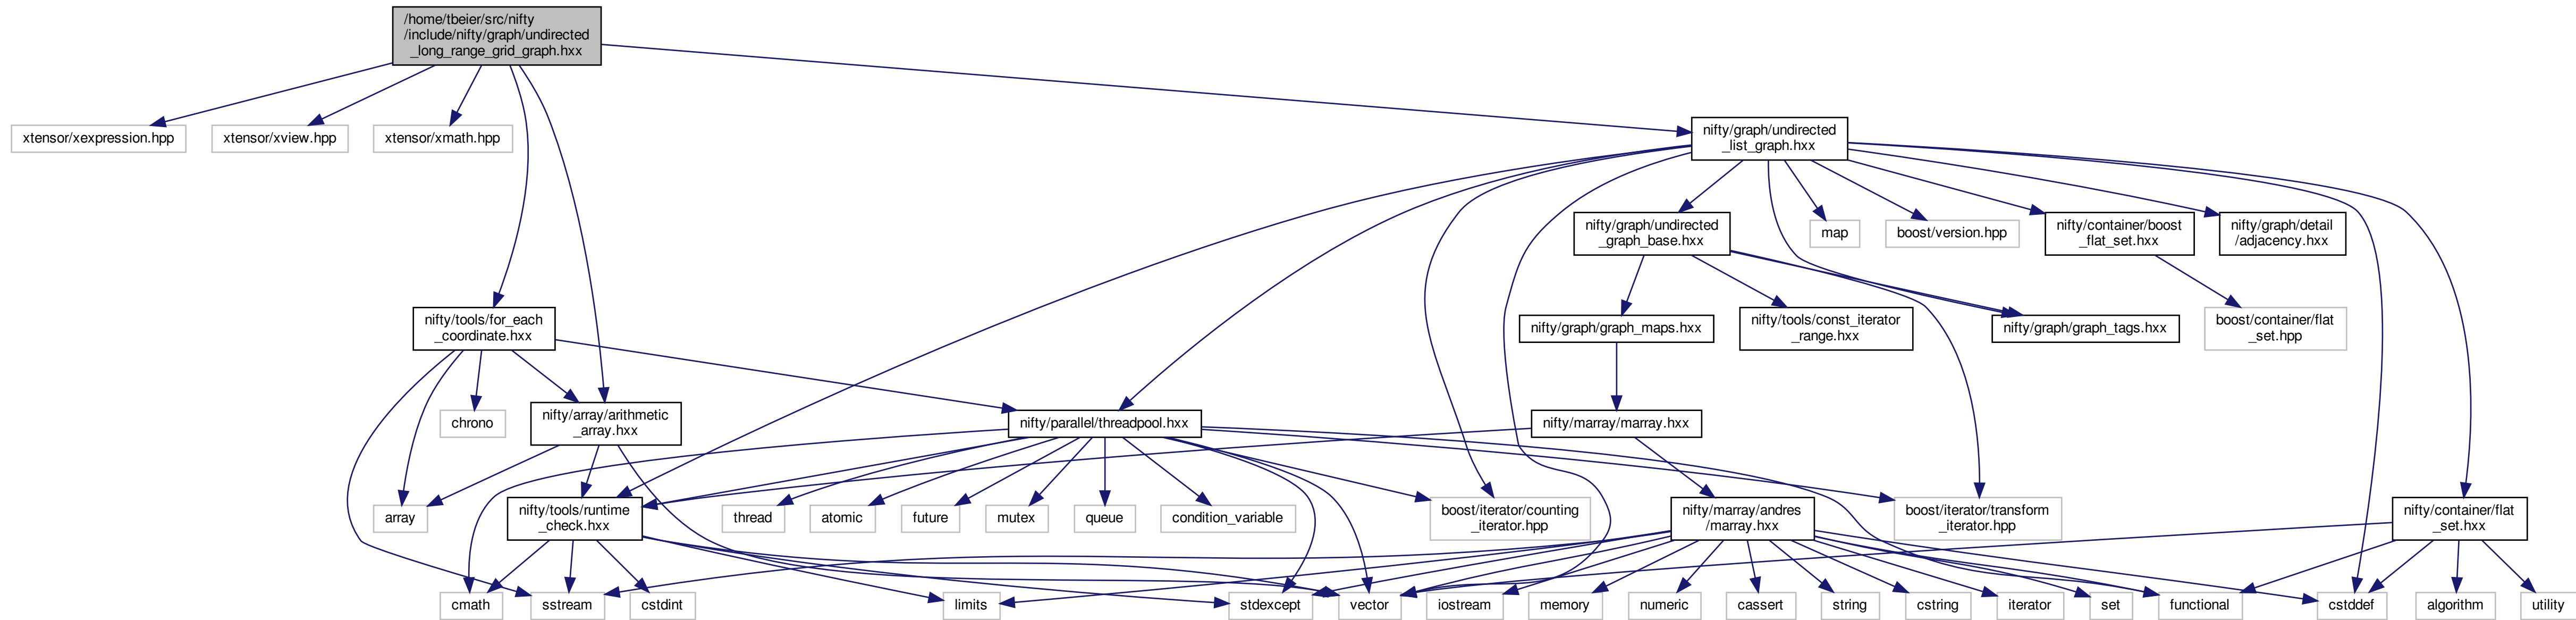 /home/tbeier/src/nifty
/include/nifty/graph/undirected
_long_range_grid_graph.hxx
xtensor/xexpression.hpp
xtensor/xview.hpp
xtensor/xmath.hpp
nifty/graph/undirected
_list_graph.hxx
nifty/graph/undirected
_graph_base.hxx
map
boost/version.hpp
nifty/container/boost
_flat_set.hxx
nifty/graph/detail
/adjacency.hxx
nifty/tools/for_each
_coordinate.hxx
nifty/graph/graph_maps.hxx
nifty/tools/const_iterator
_range.hxx
nifty/graph/graph_tags.hxx
boost/container/flat
_set.hpp
chrono
nifty/array/arithmetic
_array.hxx
nifty/parallel/threadpool.hxx
nifty/marray/marray.hxx
array
nifty/tools/runtime
_check.hxx
thread
atomic
future
mutex
queue
condition_variable
boost/iterator/counting
_iterator.hpp
nifty/marray/andres
/marray.hxx
boost/iterator/transform
_iterator.hpp
nifty/container/flat
_set.hxx
cmath
sstream
cstdint
limits
stdexcept
vector
iostream
memory
numeric
cassert
string
cstring
iterator
set
functional
cstddef
algorithm
utility